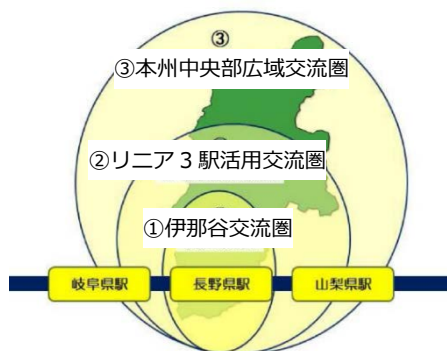 ③
③本州中央部広域交流圏
②リニア3駅活用交流圏
①伊那谷交流圏
岐阜県駅
長野県駅
山梨県駅